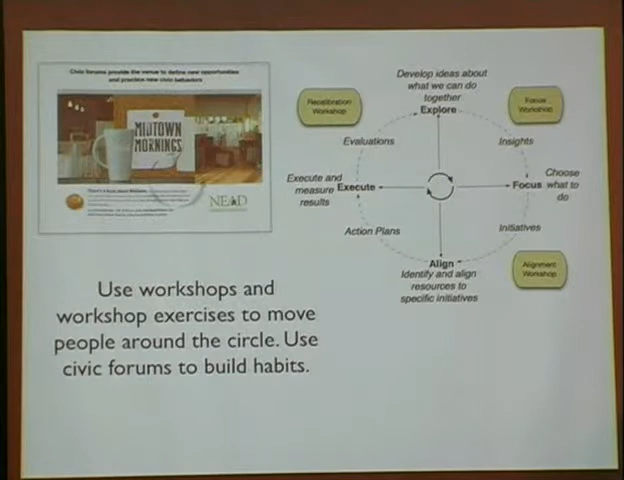 Civic forums provide the venue to define new opportunities
and practice new civic behaviors
MIDTOWN
MORNINGS
NEAD
Use workshops and
workshop exercises to move
people around the circle. Use
civic forums to build habits.
Develop ideas about
what we can do
together
Explore
Recalibration
Workshop
Focus
Workshop
Evaluations
Insights
Execute and
measure
results
Execute
Focus
Choose
what to
do
Action Plans
Initiatives
Align
Identify and align
resources to
specific initiatives
Alignment
Workshop